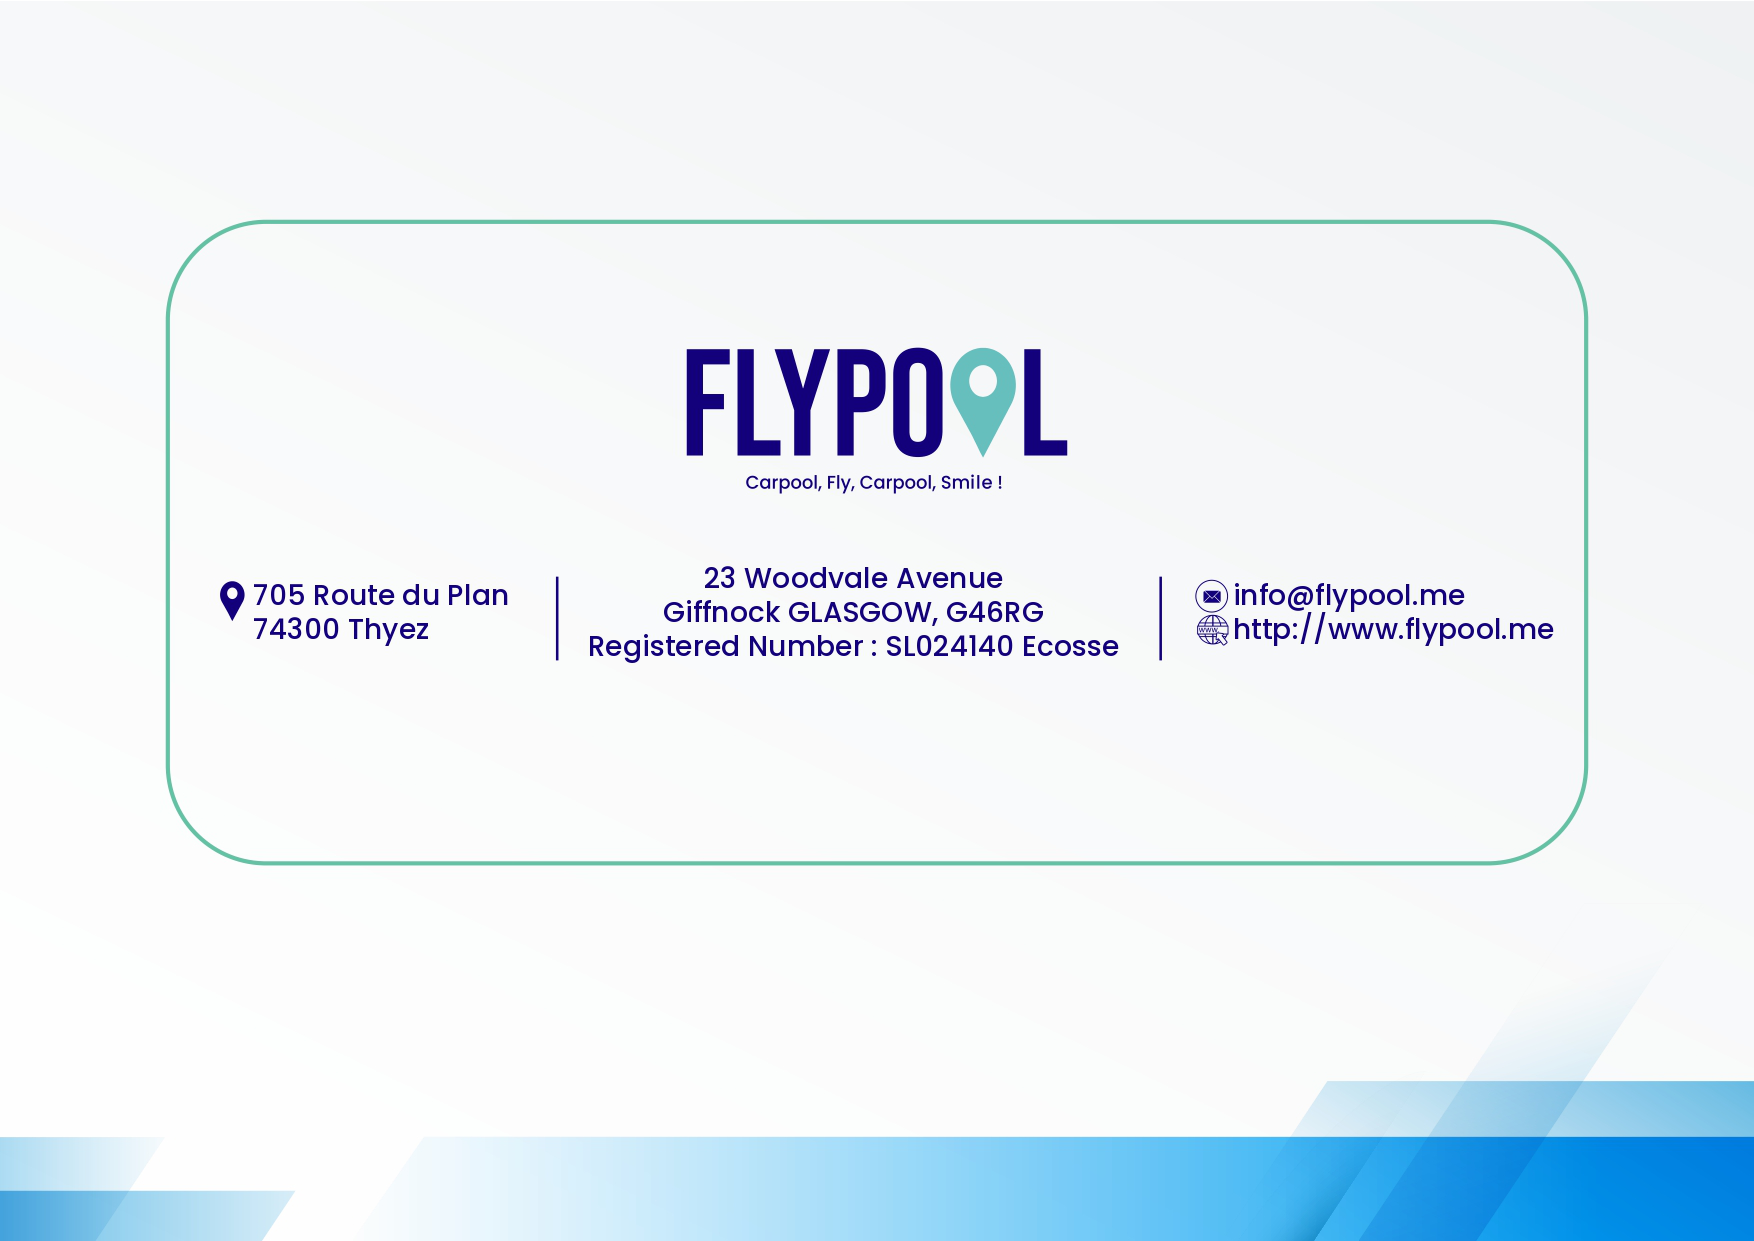 FLYPOOL
Carpool, Fly, Carpool, Smile !
705 Route du Plan
74300 Thyez
23 Woodvale Avenue
Giffnock GLASGOW, G46RG
Registered Number : SL024140 Ecosse
info@flypool.me
www
http://www.flypool.me